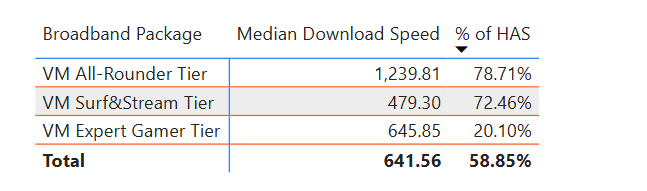 Broadband Package Median Download Speed % of HAS
VM All-Rounder Tier 1,239.81 78.71%
VM Surf&Stream Tier 479.30 72.46%
VM Expert Gamer Tier 645.85 20.10%
Total 641.56 58.85%